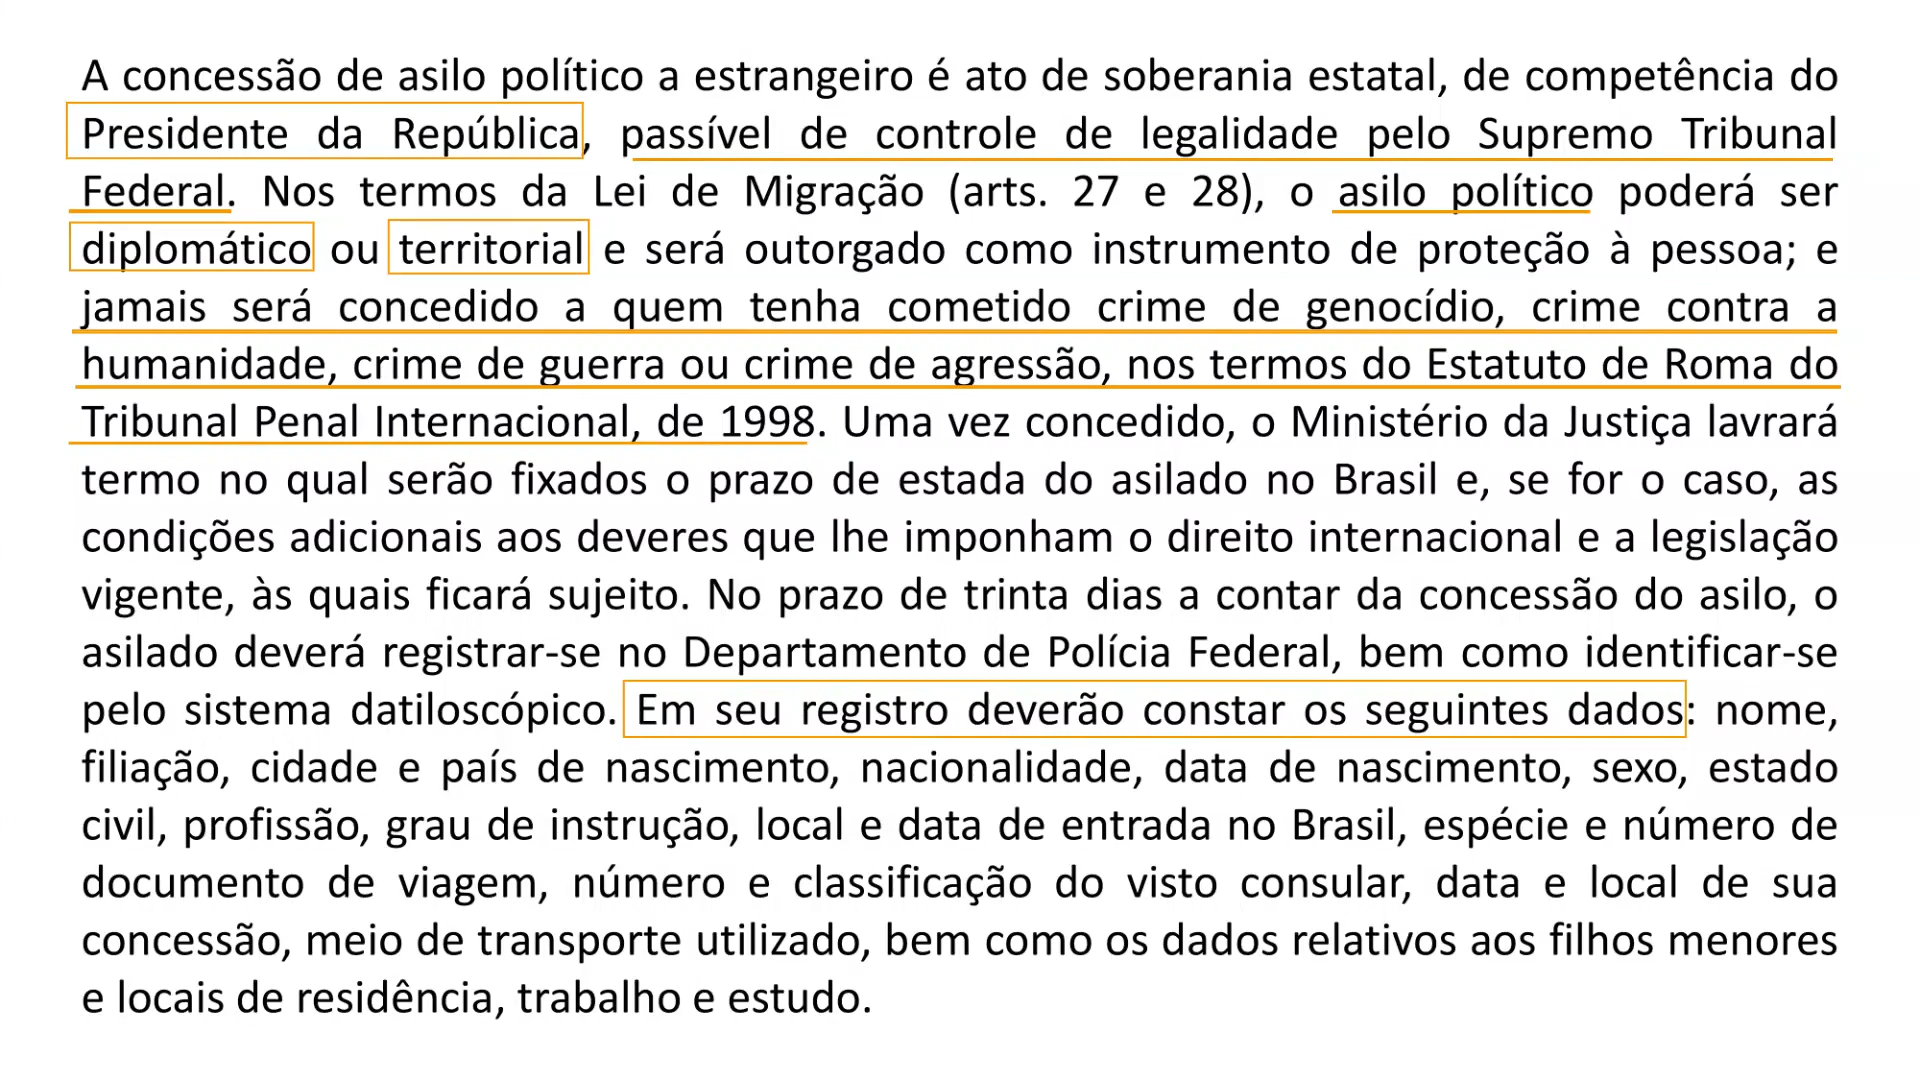 A concessão de asilo político a estrangeiro é ato de soberania estatal, de competência do
Presidente da República, passível de controle de legalidade pelo Supremo Tribunal
Federal. Nos termos da Lei de Migração (arts. 27 e 28), o asilo político poderá ser
diplomático ou territorial e será outorgado como instrumento de proteção à pessoa; e
jamais será concedido a quem tenha cometido crime de genocídio, crime contra a
humanidade, crime de guerra ou crime de agressão, nos termos do Estatuto de Roma do
Tribunal Penal Internacional, de 1998. Uma vez concedido, o Ministério da Justiça lavrará
termo no qual serão fixados o prazo de estada do asilado no Brasil e, se for o caso, as
condições adicionais aos deveres que lhe imponham o direito internacional e a legislação
vigente, às quais ficará sujeito. No prazo de trinta dias a contar da concessão do asilo, o
asilado deverá registrar-se no Departamento de Polícia Federal, bem como identificar-se
pelo sistema datiloscópico. Em seu registro deverão constar os seguintes dados: nome,
filiação, cidade e país de nascimento, nacionalidade, data de nascimento, sexo, estado
civil, profissão, grau de instrução, local e data de entrada no Brasil, espécie e número de
documento de viagem, número e classificação do visto consular, data e local de sua
concessão, meio de transporte utilizado, bem como os dados relativos aos filhos menores
e locais de residência, trabalho e estudo.